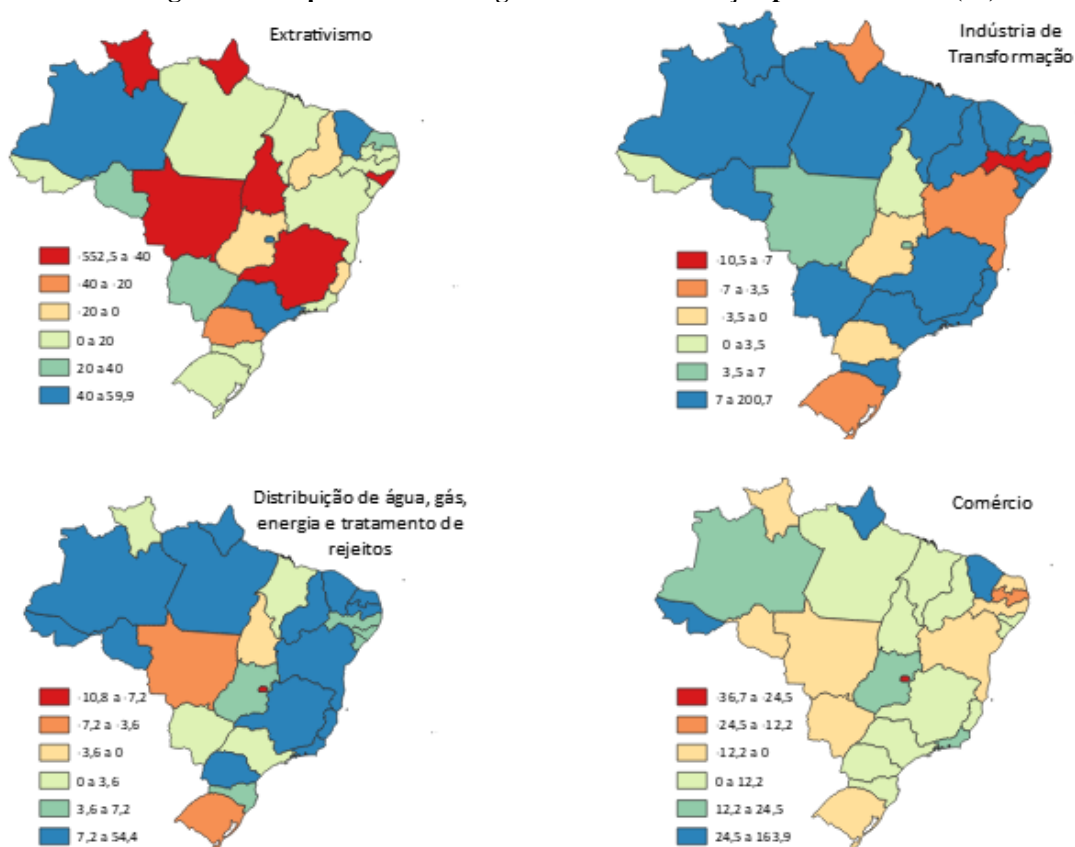 Extrativismo
-552,5 a -40
-40 a -20
-20 a 0
0 a 20
20 a 40
40 a 59,9
Indústria de
Transformação
-10,5 a -7
-7 a -3,5
-3,5 a 0
0 a 3,5
3,5 a 7
7 a 200,7
Distribuição de água, gás,
energia e tratamento de
rejeitos
-10,8 a -7,2
-7,2 a -3,6
-3,6 a 0
0 a 3,6
3,6 a 7,2
7,2 a 54,4
Comércio
-36,7 a -24,5
-24,5 a -12,2
-12,2 a 0
0 a 12,2
12,2 a 24,5
24,5 a 163,9